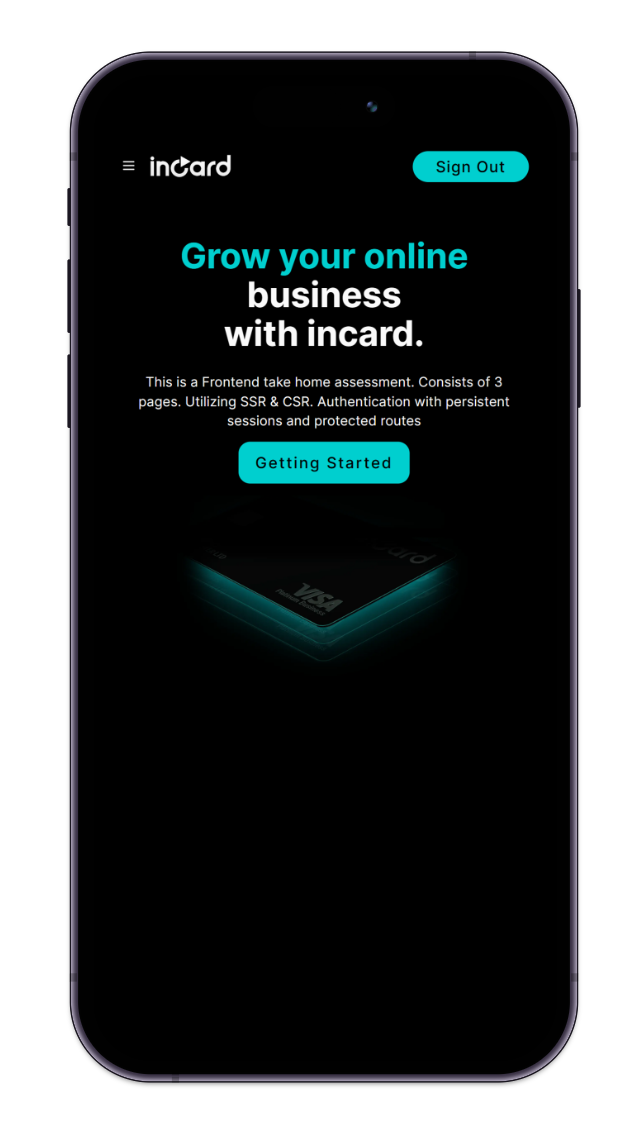 incard
Sign Out
Grow your online
business
with incard.
This is a Frontend take home assessment. Consists of 3
pages. Utilizing SSR & CSR. Authentication with persistent
sessions and protected routes
Getting Started
VISA